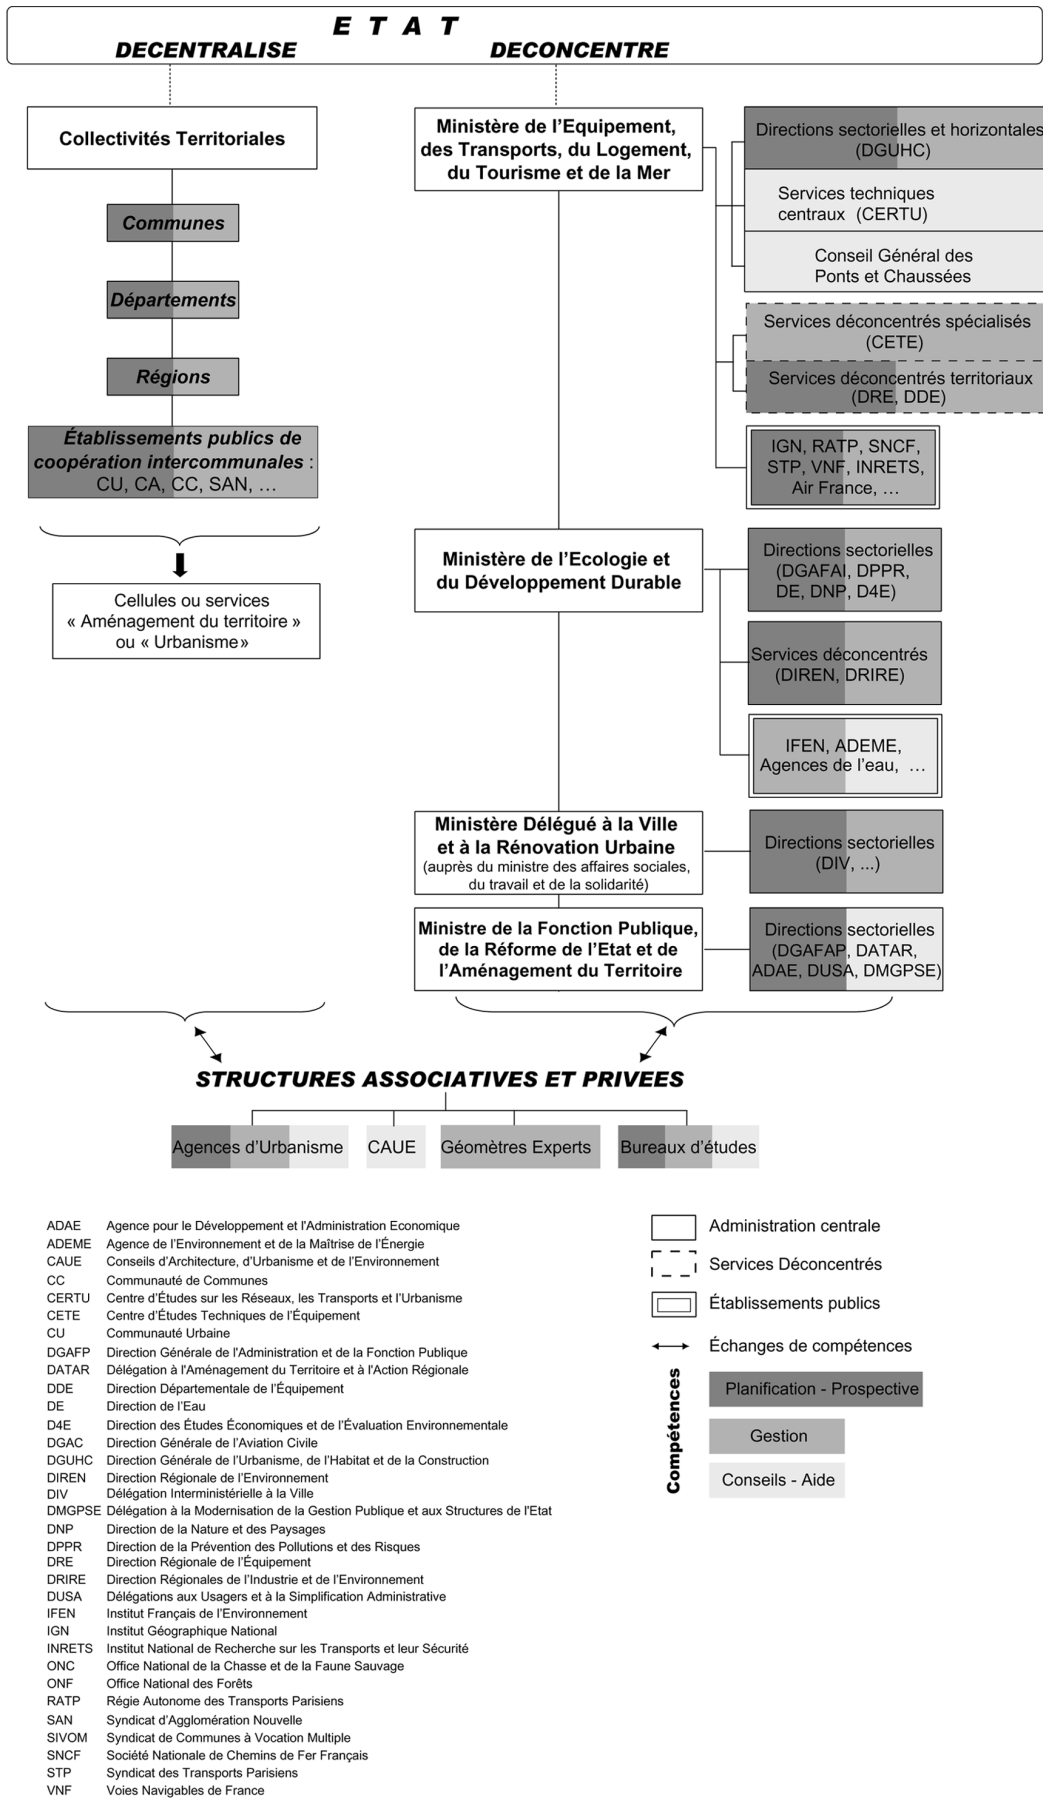 E T A T
DECENTRALISE
DECONCENTRE
Collectivités Territoriales
Communes
Départements
Régions
Établissements publics de
coopération intercommunales :
CU, CA, CC, SAN, …
Cellules ou services
« Aménagement du territoire »
ou « Urbanisme»
Ministère de l’Equipement,
des Transports, du Logement,
du Tourisme et de la Mer
Directions sectorielles et horizontales
(DGUHC)
Services techniques
centraux (CERTU)
Conseil Général des
Ponts et Chaussées
Services déconcentrés spécialisés
(CETE)
Services déconcentrés territoriaux
(DRE, DDE)
IGN, RATP, SNCF,
STP, VNF, INRETS,
Air France, …
Ministère de l’Ecologie et
du Développement Durable
Directions sectorielles
(DGAFAI, DPPR,
DE, DNP, D4E)
Services déconcentrés
(DIREN, DRIRE)
IFEN, ADEME,
Agences de l’eau, …
Ministère Délégué à la Ville
et à la Rénovation Urbaine
(auprès du ministre des affaires sociales,
du travail et de la solidarité)
Directions sectorielles
(DIV, ...)
Ministre de la Fonction Publique,
de la Réforme de l’Etat et de
l’Aménagement du Territoire
Directions sectorielles
(DGAFAP, DATAR,
ADAE, DUSA, DMGPSE)
STRUCTURES ASSOCIATIVES ET PRIVEES
Agences d’Urbanisme
CAUE
Géomètres Experts
Bureaux d’études
ADAE Agence pour le Développement et l'Administration Economique
ADEME Agence de l’Environnement et de la Maîtrise de l’Énergie
CAUE Conseils d’Architecture, d’Urbanisme et de l’Environnement
CC Communauté de Communes
CERTU Centre d’Études sur les Réseaux, les Transports et l’Urbanisme
CETE Centre d’Études Techniques de l’Équipement
CU Communauté Urbaine
DGAFP Direction Générale de l'Administration et de la Fonction Publique
DATAR Délégation à l'Aménagement du Territoire et à l'Action Régionale
DDE Direction Départementale de l’Équipement
DE Direction de l’Eau
D4E Direction des Études Économiques et de l’Évaluation Environnementale
DGAC Direction Générale de l’Aviation Civile
DGUHC Direction Générale de l’Urbanisme, de l’Habitat et de la Construction
DIREN Direction Régionale de l’Environnement
DIV Délégation Interministérielle à la Ville
DMGPSE Délégation à la Modernisation de la Gestion Publique et aux Structures de l'Etat
DNP Direction de la Nature et des Paysages
DPPR Direction de la Prévention des Pollutions et des Risques
DRE Direction Régionale de l’Équipement
DRIRE Direction Régionales de l’Industrie et de l’Environnement
DUSA Délégations aux Usagers et à la Simplification Administrative
IFEN Institut Français de l’Environnement
IGN Institut Géographique National
INRETS Institut National de Recherche sur les Transports et leur Sécurité
ONC Office National de la Chasse et de la Faune Sauvage
ONF Office National des Forêts
RATP Régie Autonome des Transports Parisiens
SAN Syndicat d’Agglomération Nouvelle
SIVOM Syndicat de Communes à Vocation Multiple
SNCF Société Nationale de Chemins de Fer Français
STP Syndicat des Transports Parisiens
VNF Voies Navigables de France
Administration centrale
Services Déconcentrés
Établissements publics
Échanges de compétences
Compétences
Planification - Prospective
Gestion
Conseils - Aide